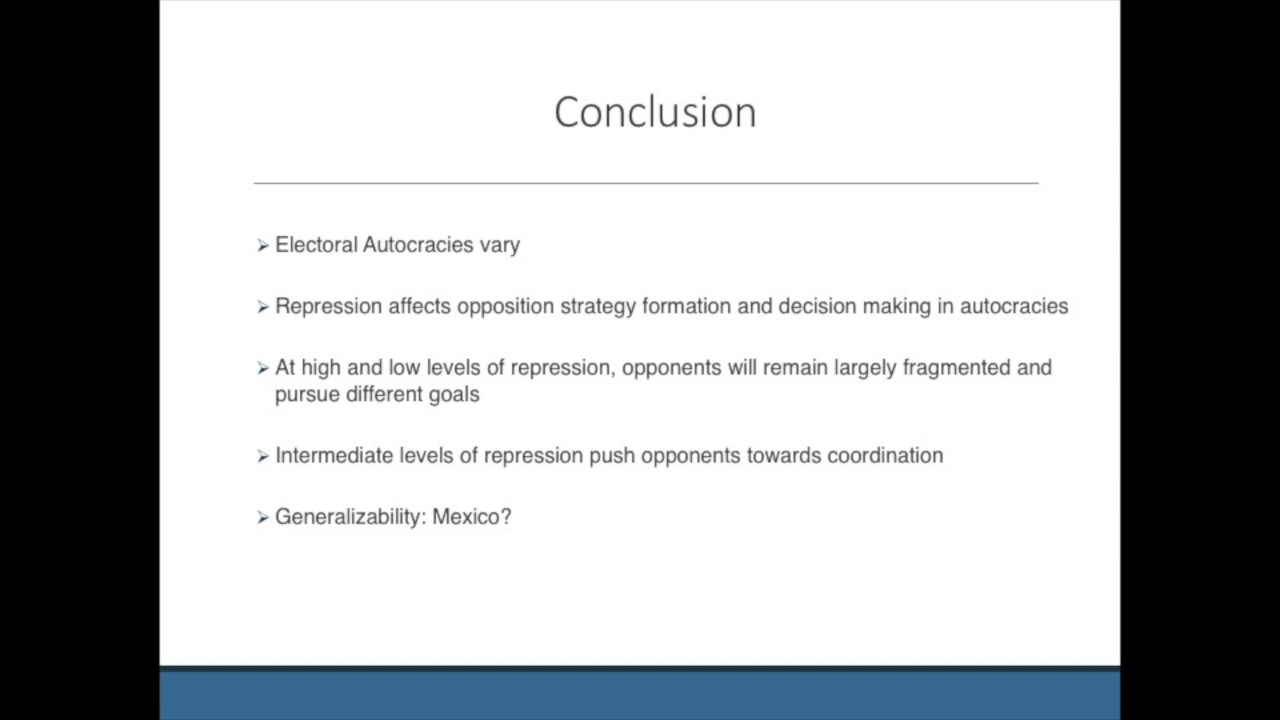 Conclusion
➢ Electoral Autocracies vary
➢ Repression affects opposition strategy formation and decision making in autocracies
➢ At high and low levels of repression, opponents will remain largely fragmented and
pursue different goals
➢ Intermediate levels of repression push opponents towards coordination
➢ Generalizability: Mexico?